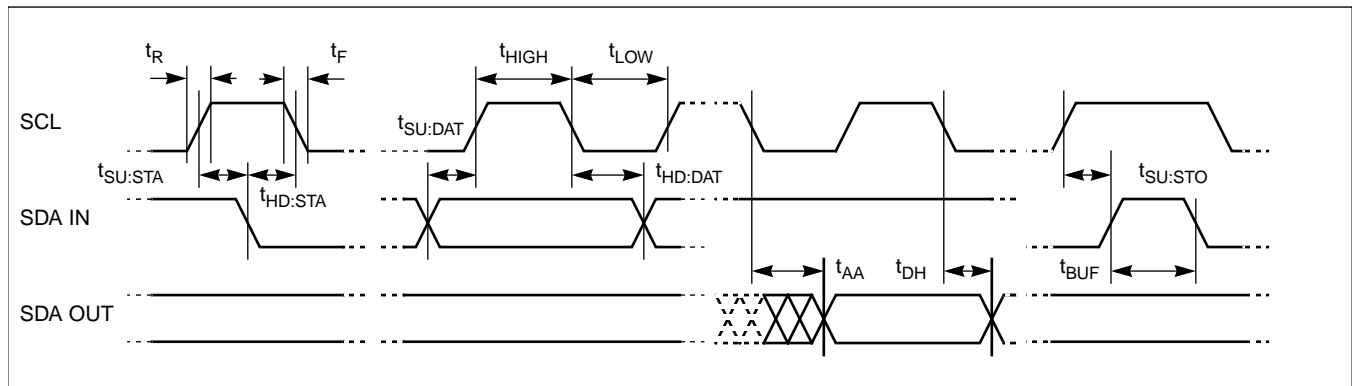 tR
tF
tHIGH
tLOW
SCL
tSU:DAT
tSU:STA
tHD:STA
tHD:DAT
tSU:STO
SDA IN
tAA
tDH
tBUF
SDA OUT